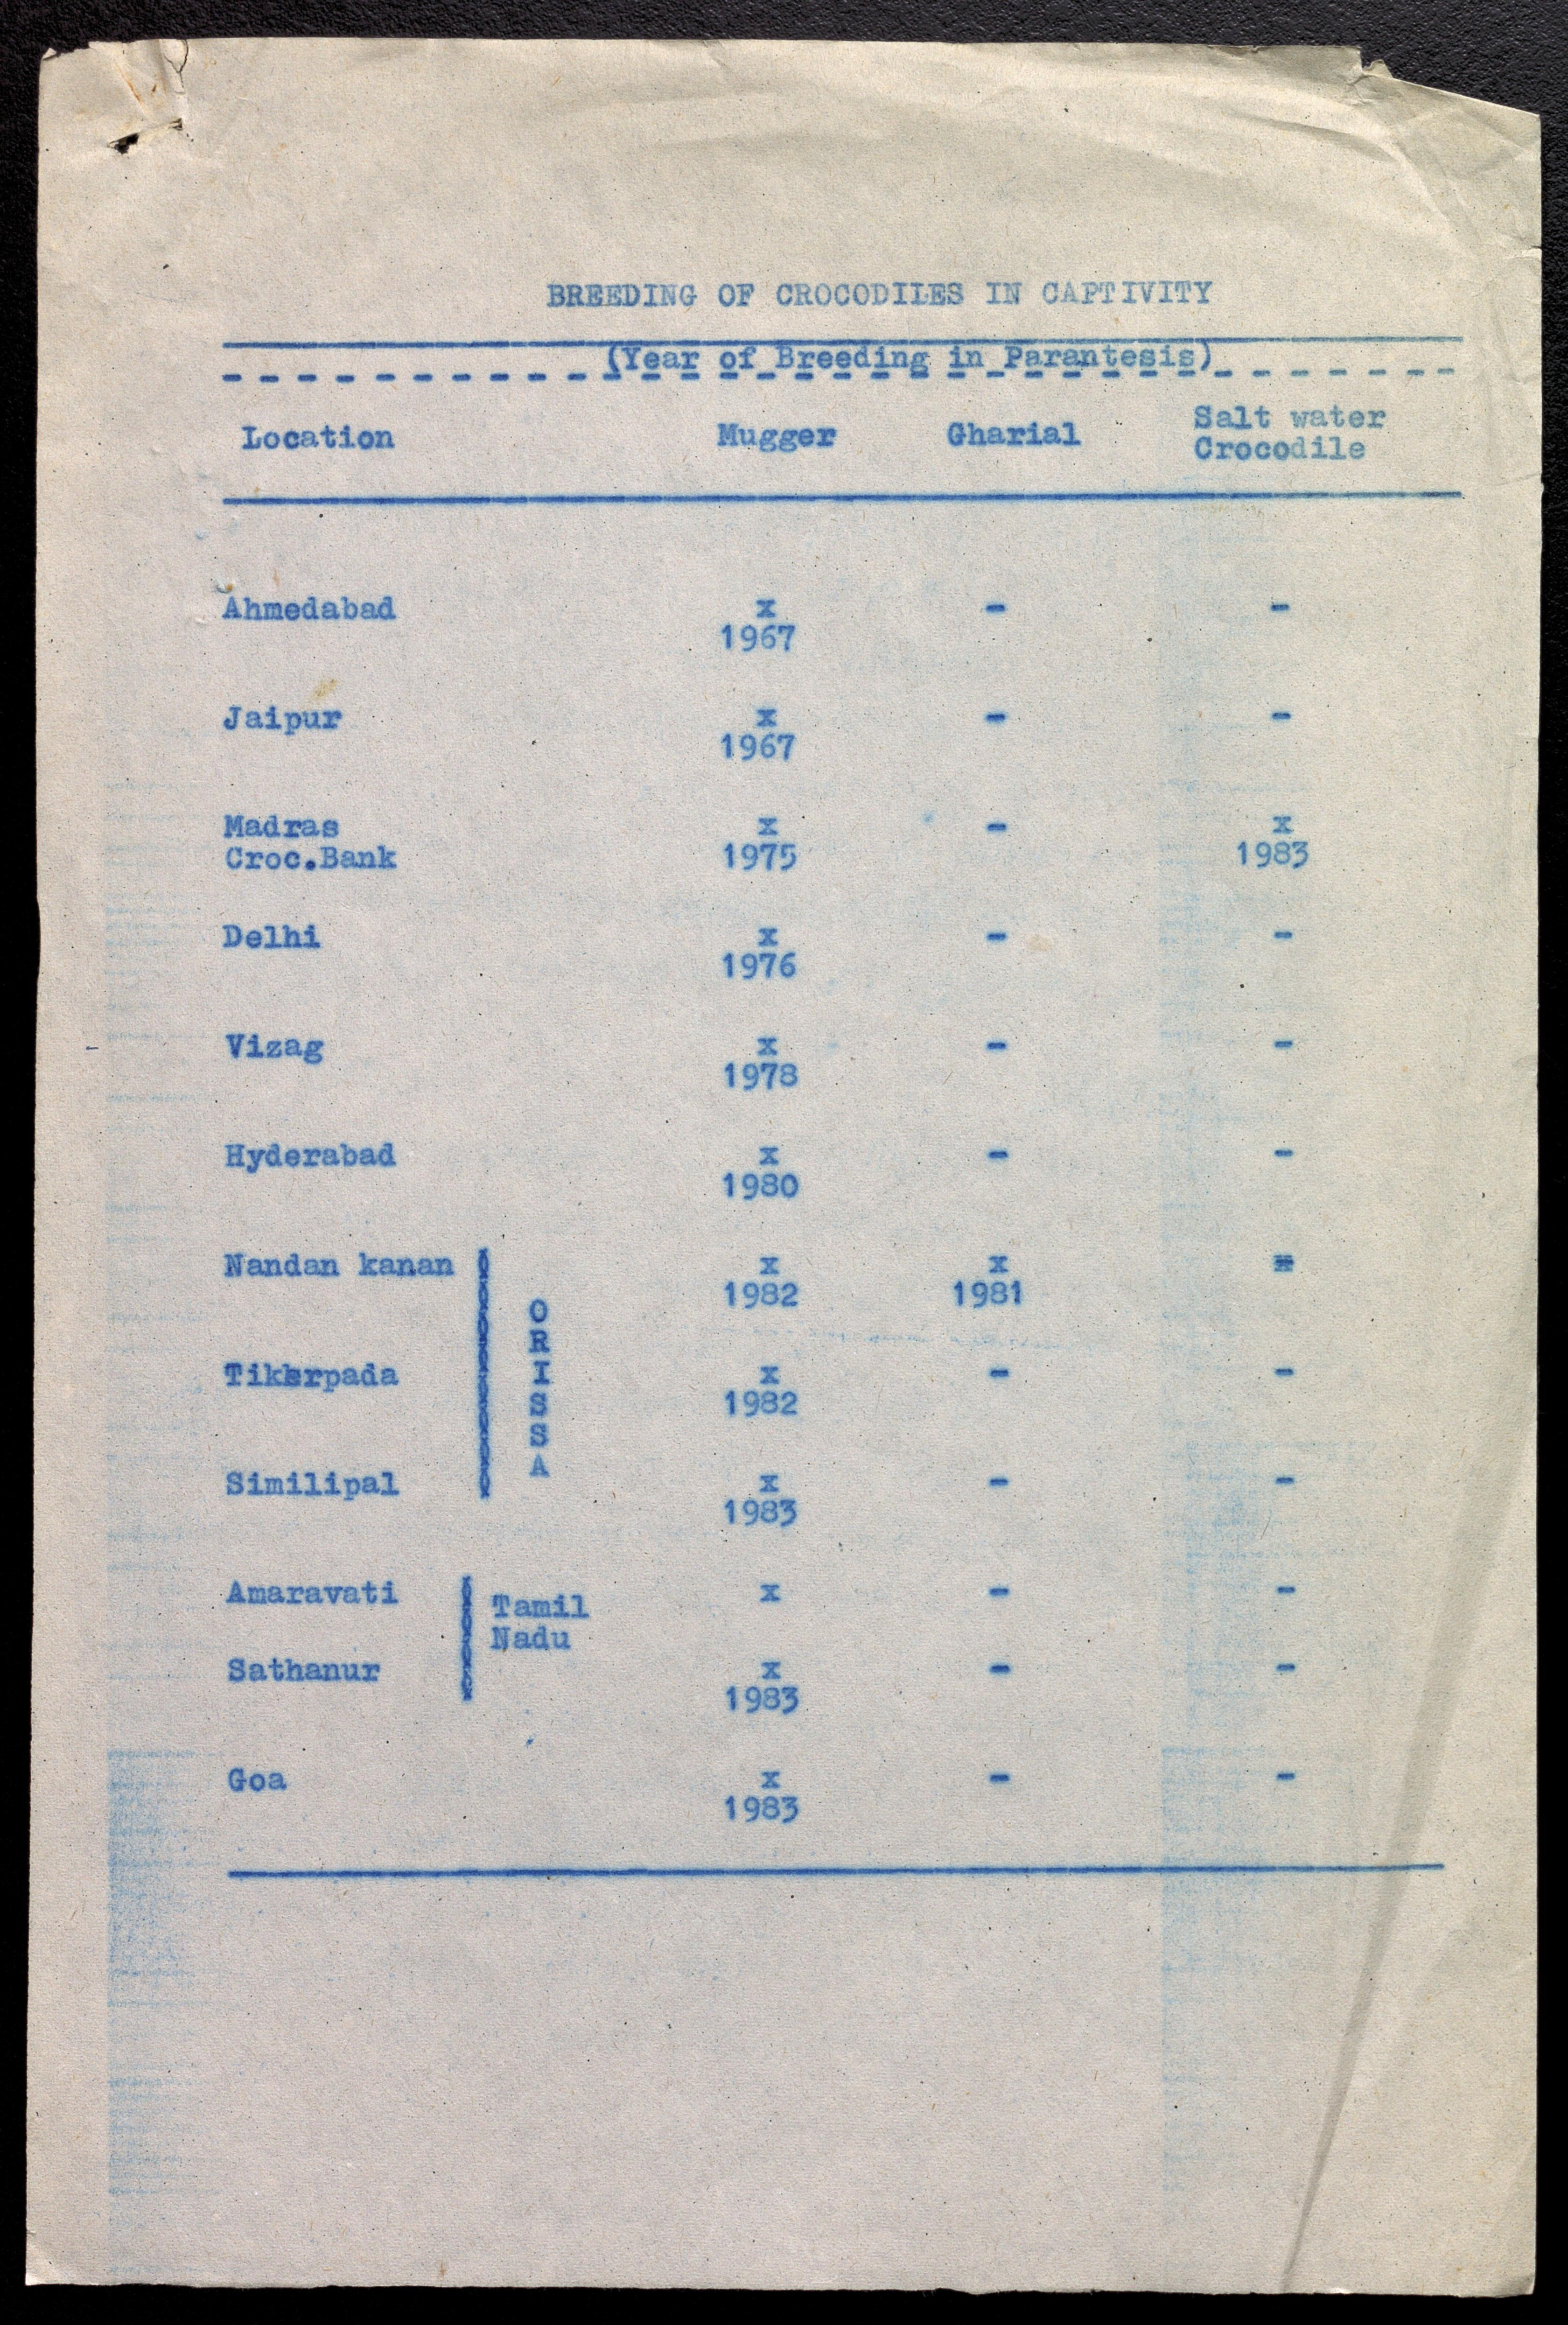 BREEDING OF CROCODILES IN CAPTIVITY
(Year of Breeding in Parantesis)
Location Mugger Gharial Salt water
Crocodile
Ahmedabad x - -
1967
Jaipur x - -
1967
Madras x - x
Croc.Bank 1975 1983
Delhi x - -
1976
Vizag x - -
1978
Hyderabad x - -
1980
Nandan kanan x x
1982 1981
ORISSA
x - -
1982
Similipal x - -
1983
Amaravati x - -
Tamil
Nadu
Sathanur x - -
1983
Goa x - -
1983